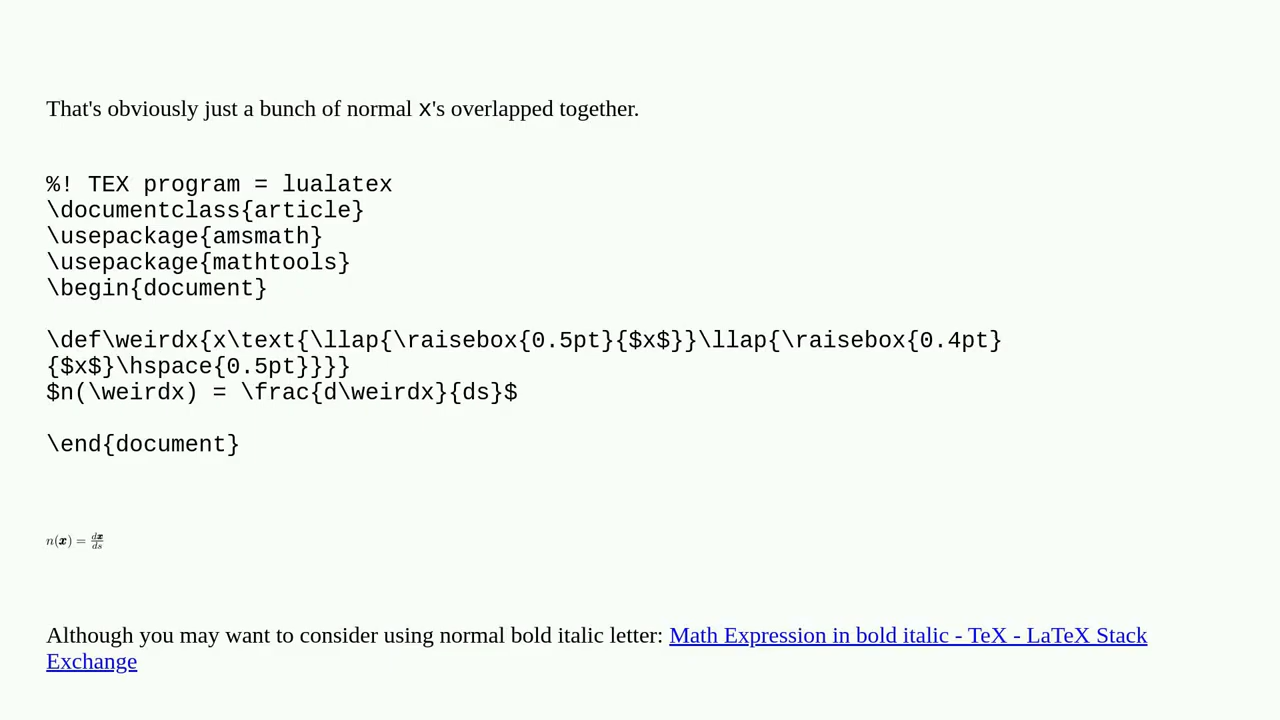 That's obviously just a bunch of normal x's overlapped together.
%! TEX program = lualatex
\documentclass{article}
\usepackage{amsmath}
\usepackage{mathtools}
\begin{document}
\def\weirdx{x\text{\llap{\raisebox{0.5pt}{$x$}}\llap{\raisebox{0.4pt}
{$x$}\hspace{0.5pt}}}}
$n(\weirdx) = \frac{d\weirdx}{ds}$
\end{document}
n(x) = dx/ds
Although you may want to consider using normal bold italic letter: Math Expression in bold italic - TeX - LaTeX Stack
Exchange